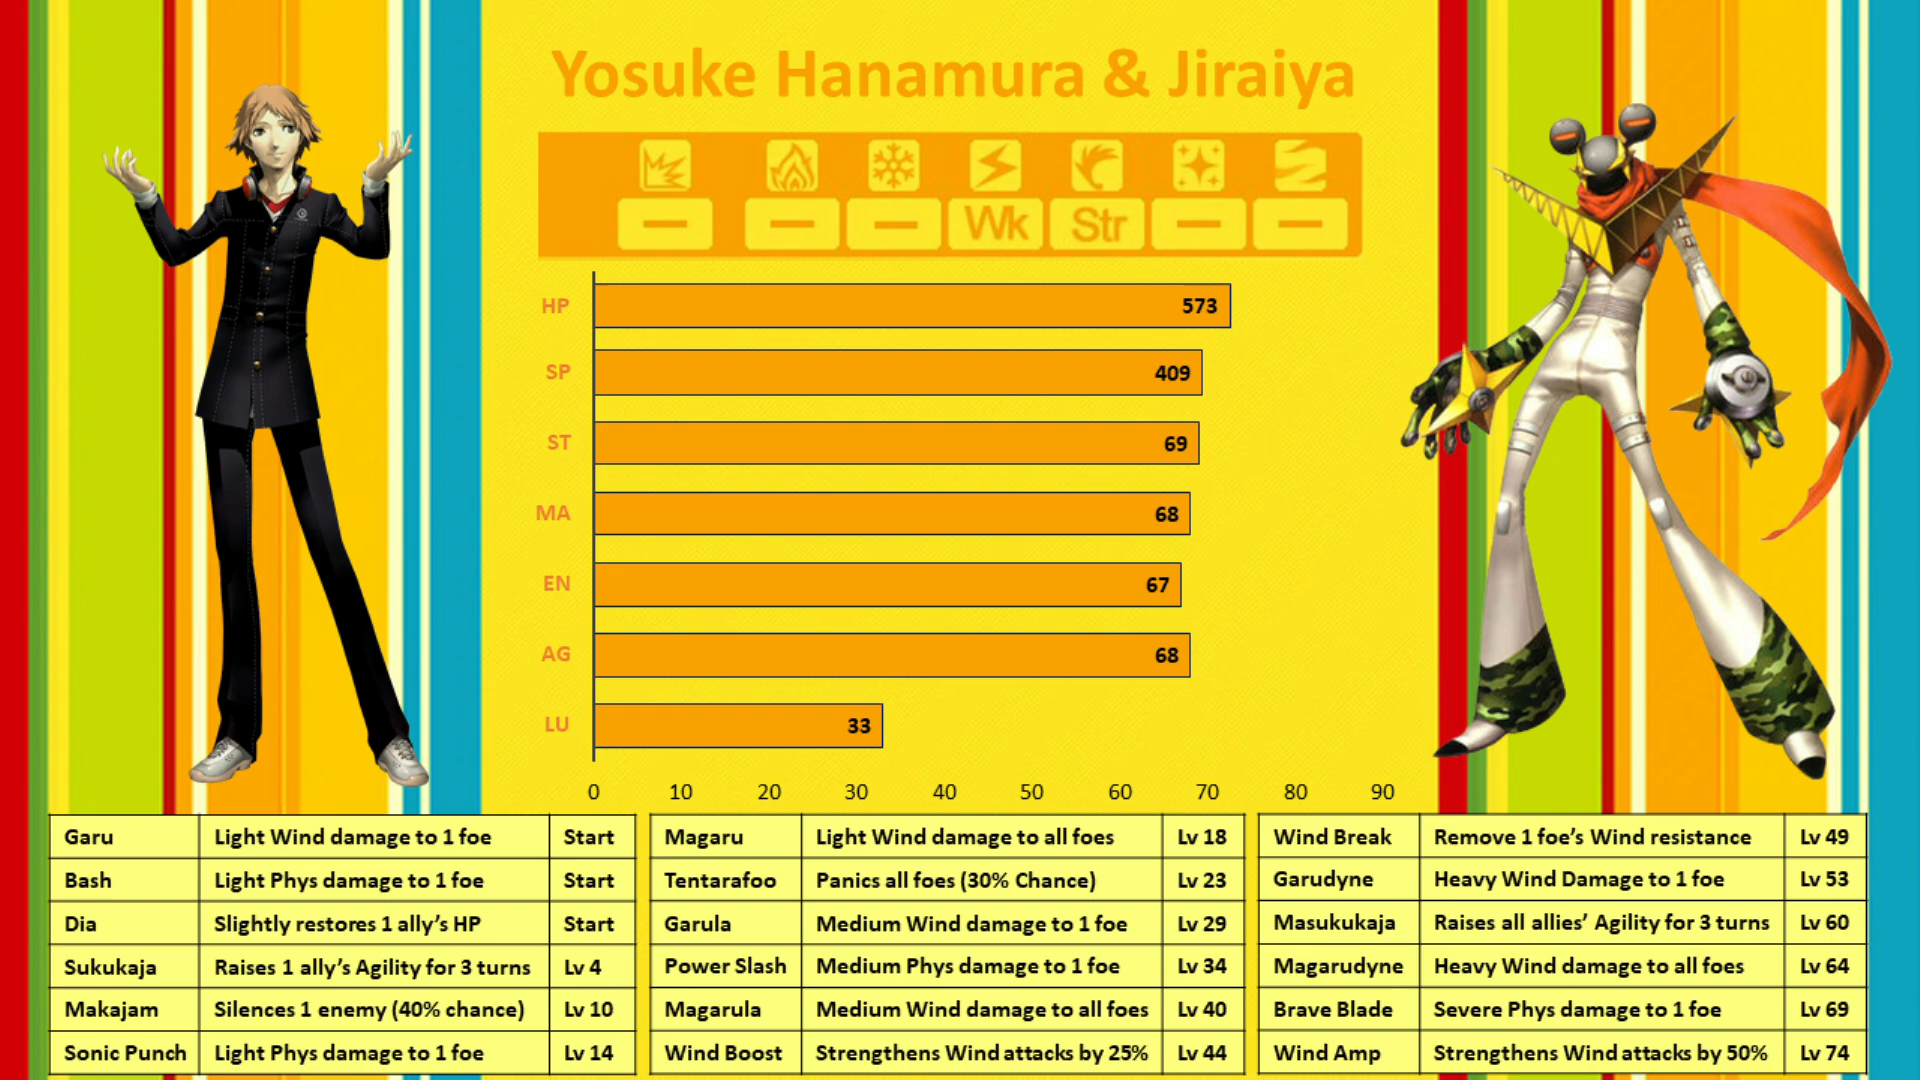 Yosuke Hanamura & Jiraiya
— — — Wk Str — —
HP 573
SP 409
ST 69
MA 68
EN 67
AG 68
LU 33
0 10 20 30 40 50 60 70 80 90
Garu Light Wind damage to 1 foe Start
Bash Light Phys damage to 1 foe Start
Dia Slightly restores 1 ally’s HP Start
Sukukaja Raises 1 ally’s Agility for 3 turns Lv 4
Makajam Silences 1 enemy (40% chance) Lv 10
Sonic Punch Light Phys damage to 1 foe Lv 14
Magaru Light Wind damage to all foes Lv 18
Tentarafoo Panics all foes (30% Chance) Lv 23
Garula Medium Wind damage to 1 foe Lv 29
Power Slash Medium Phys damage to 1 foe Lv 34
Magarula Medium Wind damage to all foes Lv 40
Wind Boost Strengthens Wind attacks by 25% Lv 44
Wind Break Remove 1 foe’s Wind resistance Lv 49
Garudyne Heavy Wind Damage to 1 foe Lv 53
Masukukaja Raises all allies’ Agility for 3 turns Lv 60
Magarudyne Heavy Wind damage to all foes Lv 64
Brave Blade Severe Phys damage to 1 foe Lv 69
Wind Amp Strengthens Wind attacks by 50% Lv 74